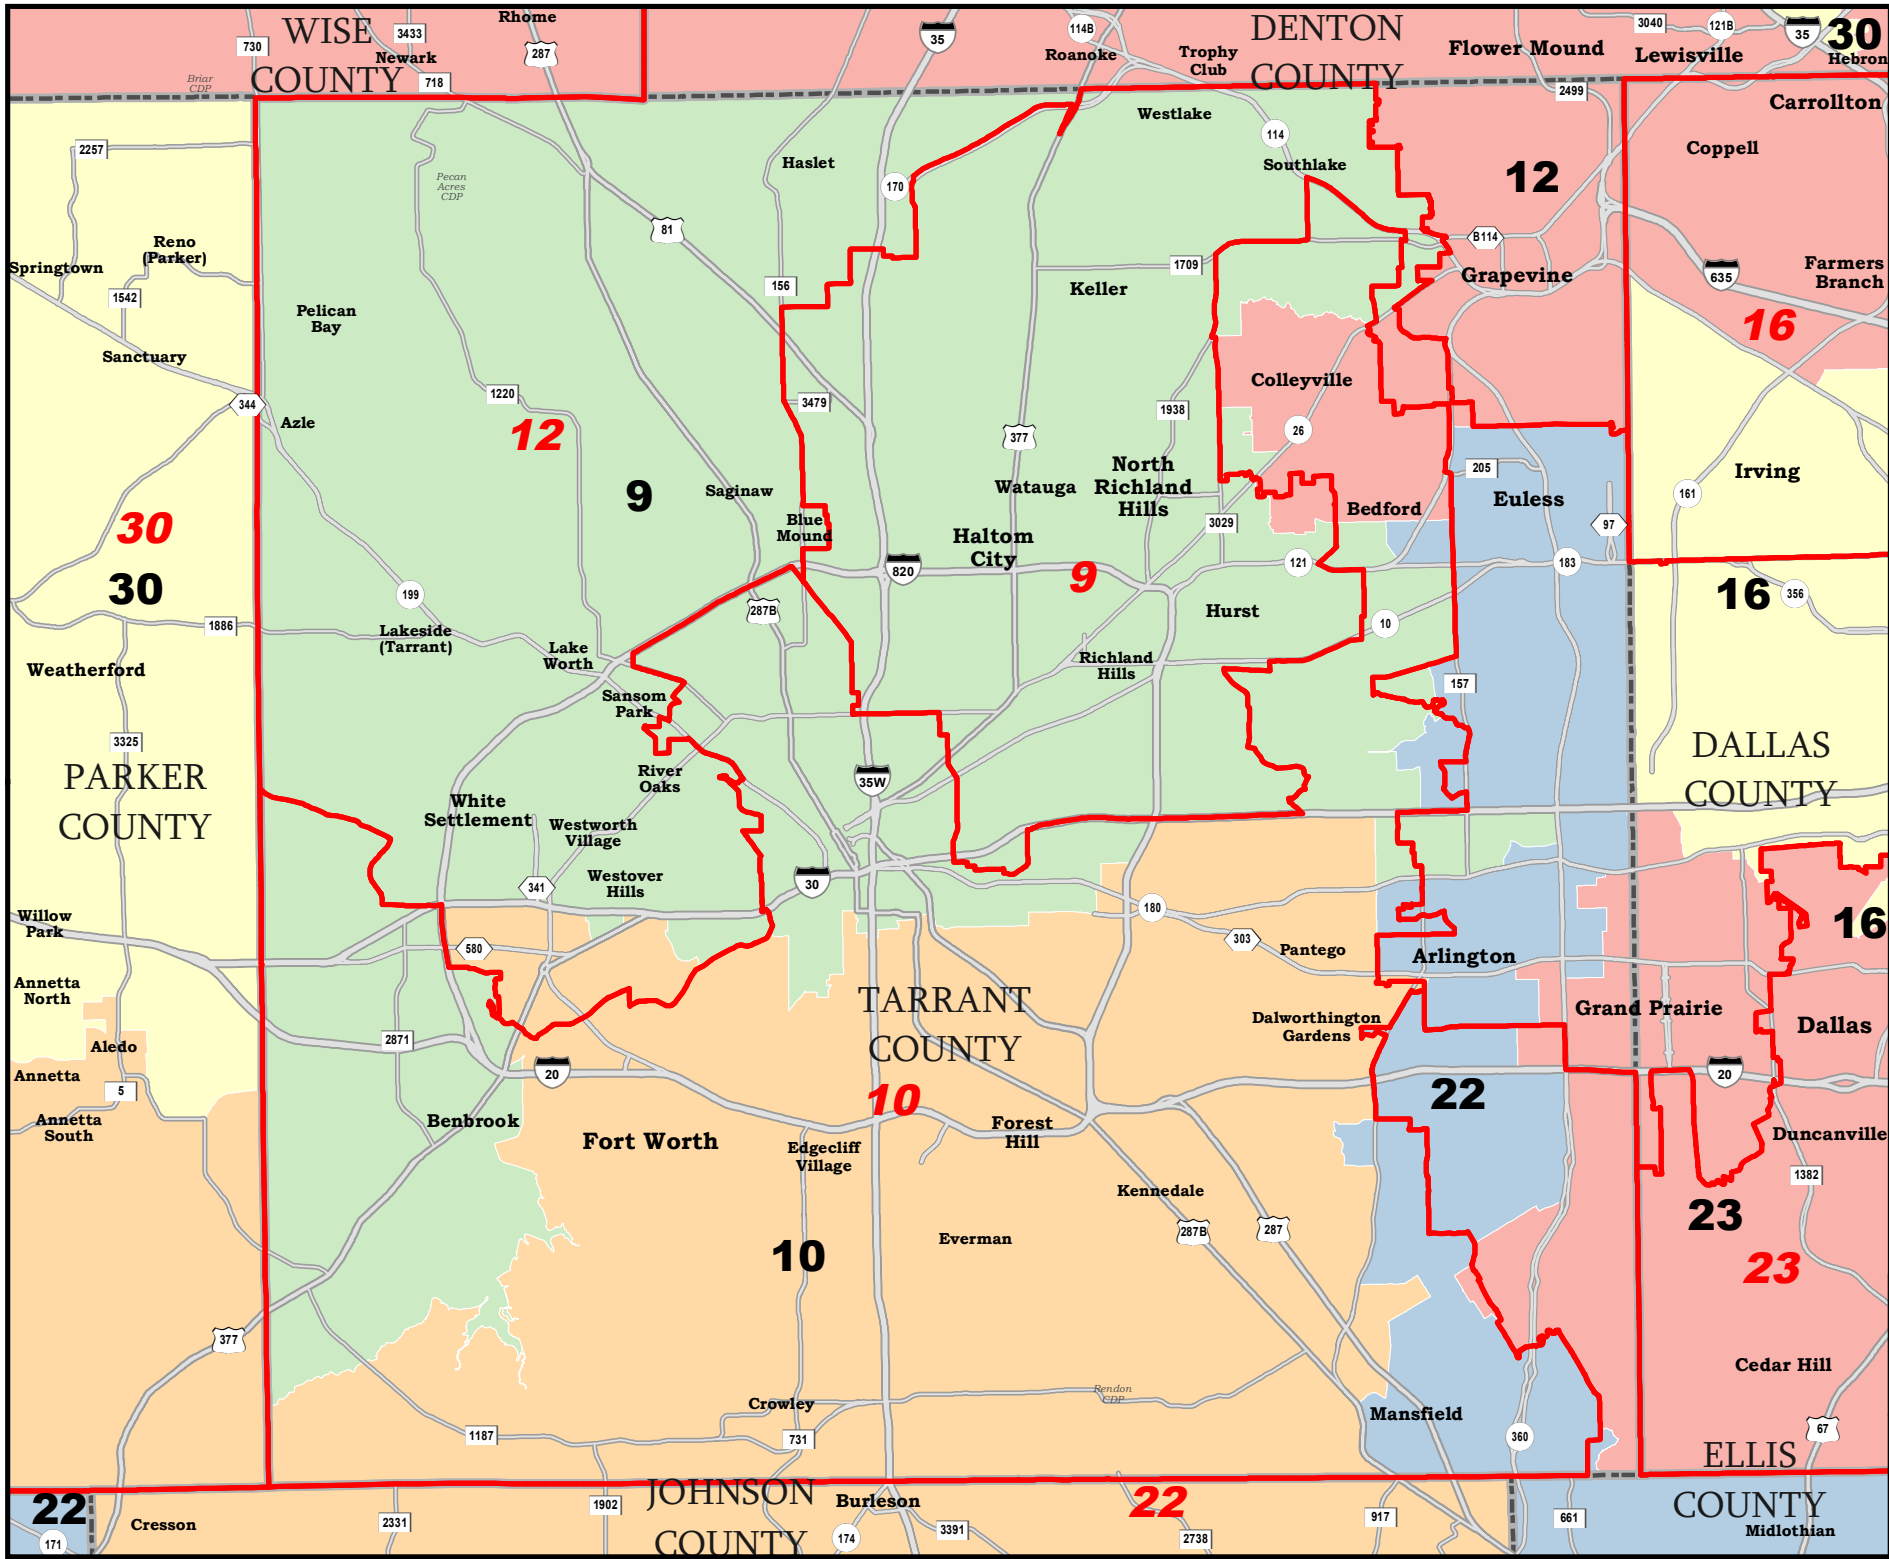 Rhome
WISE
COUNTY
3433
730
Newark
287
718
Briar
CDP
35
114B
Roanoke
Trophy
Club
DENTON
COUNTY
Flower Mound
3040
121B
Lewisville
35
30
Hebron
2499
Carrollton
2257
Pecan
Acres
CDP
Haslet
170
Westlake
114
Southlake
12
Coppell
81
Reno
(Parker)
Springtown
1542
156
1709
Keller
B114
Grapevine
635
Farmers
Branch
16
Pelican
Bay
Sanctuary
344
Azle
1220
12
3479
377
1938
Colleyville
26
30
9
Saginaw
Blue
Mound
Watauga
North
Richland
Hills
3029
Haltom
City
Bedford
205
Euless
97
161
Irving
30
820
9
121
183
16
356
199
287B
Hurst
10
1886
Lakeside
(Tarrant)
Lake
Worth
Weatherford
Richland
Hills
157
Sansom
Park
3325
PARKER
COUNTY
River
Oaks
35W
DALLAS
COUNTY
White
Settlement
Westworth
Village
Westover
Hills
341
30
180
Willow
Park
580
303
Pantego
Arlington
16
Annetta
North
TARRANT
COUNTY
Dalworthington
Gardens
Grand Prairie
Dallas
Aledo
2871
Annetta
5
20
10
22
20
Annetta
South
Benbrook
Fort Worth
Edgecliff
Village
Forest
Hill
Duncanville
1382
Kennedale
287B
287
23
10
Everman
23
377
Cedar Hill
Rendon
CDP
Crowley
Mansfield
1187
731
360
67
ELLIS
COUNTY
JOHNSON
COUNTY
22
Cresson
171
2331
1902
Burleson
174
3391
22
2738
917
661
Midlothian